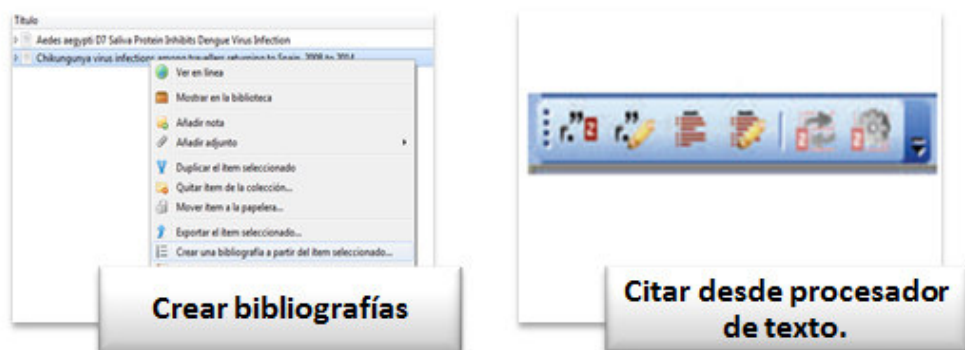 Título
Aedes aegypti D7 Saliva Protein Inhibits Dengue Virus Infection
Chikungunya virus infections among travellers returning to Spain, 2008 to 2014
Ver en línea
Mostrar en la biblioteca
Añadir nota
Añadir adjunto
Duplicar el ítem seleccionado
Quitar ítem de la colección...
Mover ítem a la papelera...
Exportar el ítem seleccionado...
Crear una bibliografía a partir del ítem seleccionado...
Crear bibliografías
r.” z
r.”
z
z
Citar desde procesador
de texto.